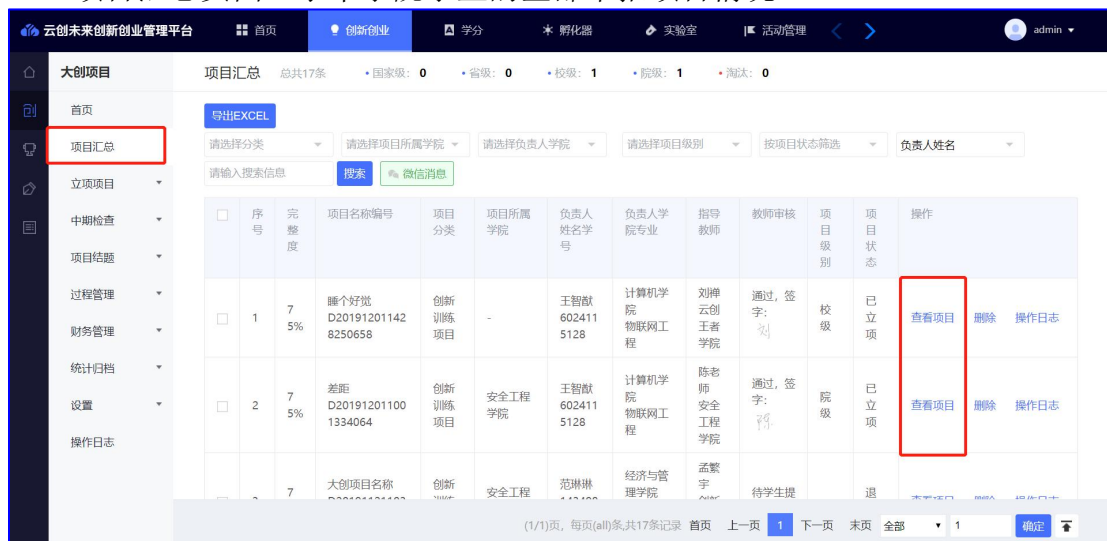 云创未来创新创业管理平台 首页 创新创业 学分 孵化器 实验室 活动管理 admin
大创项目
首页
项目汇总
立项项目
中期检查
项目结题
过程管理
财务管理
统计归档
设置
操作日志
项目汇总 总共17条 •国家级: 0 •省级: 0 •校级: 1 •院级: 1 •淘汰: 0
导出EXCEL
请选择分类 请选择项目所属学院 请选择负责人学院 请选择项目级别 按项目状态筛选 负责人姓名
请输入搜索信息 搜索 微信消息
序号 完整度 项目名称编号 项目分类 项目所属学院 负责人姓名学号 负责人学院专业 指导教师 教师审核 项目级别 项目状态 操作
1 75% 睡个好觉 D201912011428250658 创新训练项目 - 王智猷 6024115128 计算机学院 物联网工程 刘禅 云创王者学院 通过, 签字: 校级 已立项 查看项目 删除 操作日志
2 75% 差距 D201912011001334064 创新训练项目 安全工程学院 王智猷 6024115128 计算机学院 物联网工程 陈老师 安全工程学院 通过, 签字: 院级 已立项 查看项目 删除 操作日志
7 大创项目名称 创新 安全工程 范琳琳 经济与管理学院 孟繁宇 待学生提 退
(1/1)页, 每页(all)条,共17条记录 首页 上一页 1 下一页 末页 全部 1 确定